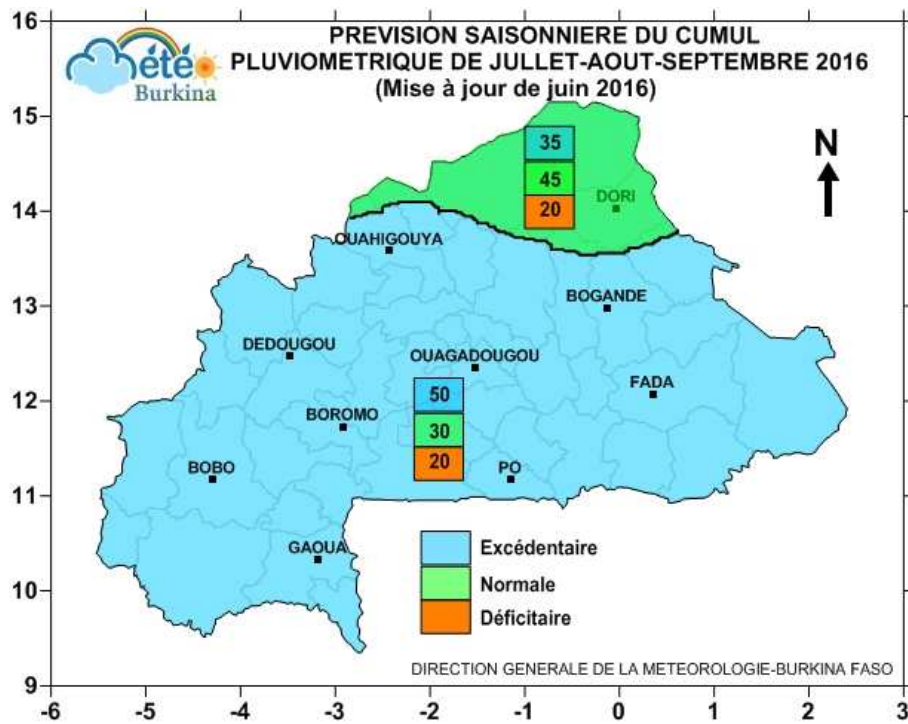 PREVISION SAISONNIERE DU CUMUL
PLUVIOMETRIQUE DE JULLET-AOUT-SEPTEMBRE 2016
(Mise à jour de juin 2016)
été
Burkina
16
15
14
13
12
11
10
9
N
35
45
20
DORI
OUAHIGOUYA
BOGANDE
DEDOUGOU
OUAGADOUGOU
FADA
50
30
20
BOROMO
BOBO
PO
GAOUA
Excédentaire
Normale
Déficitaire
DIRECTION GENERALE DE LA METEOROLOGIE-BURKINA FASO
-6 -5 -4 -3 -2 -1 0 1 2 3